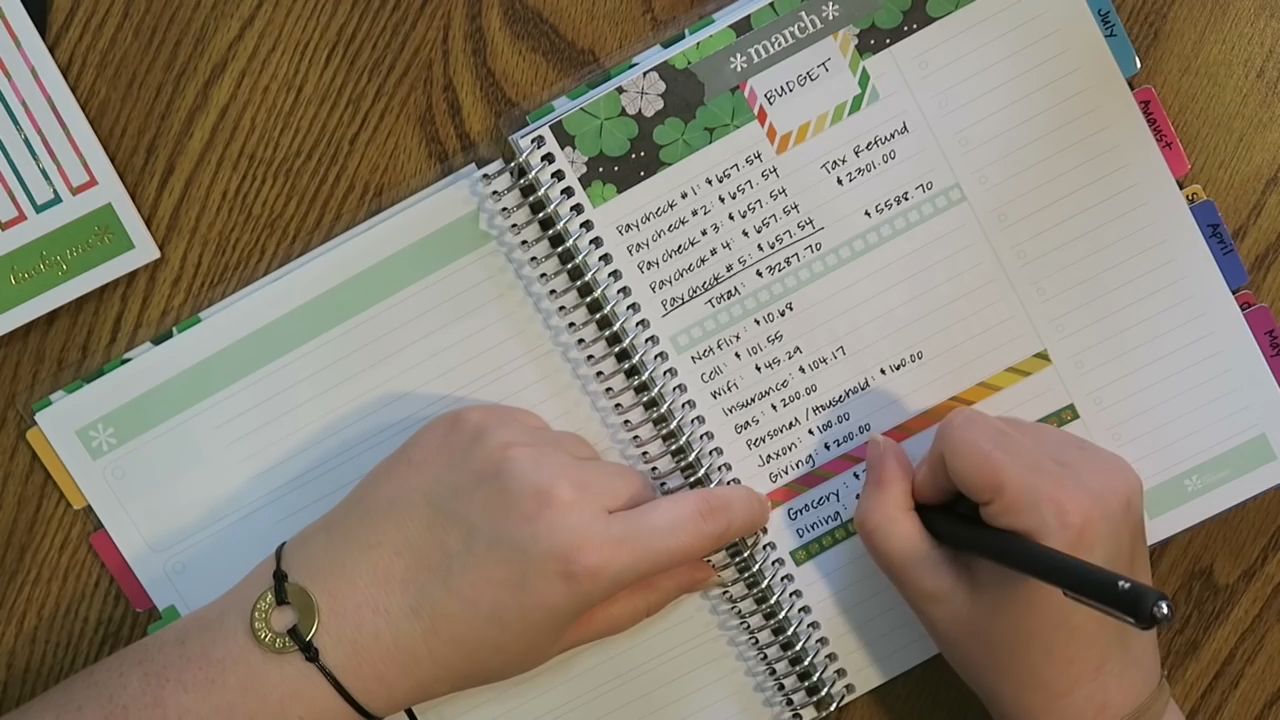 *march*
BUDGET
Paycheck #1: $657.54
Paycheck #2: $657.54
Paycheck #3: $657.54
Paycheck #4: $657.54
Paycheck #5: $657.54
Total: $3287.70
Tax Refund
$2301.00
$5588.70
Netflix: $10.68
Cell: $101.55
Wifi: $45.29
Insurance: $104.17
Gas: $200.00
Personal/Household: $160.00
Jaxon: $100.00
Giving: $200.00
Grocery: $
Dining:
lucky me*
July
August
April
May